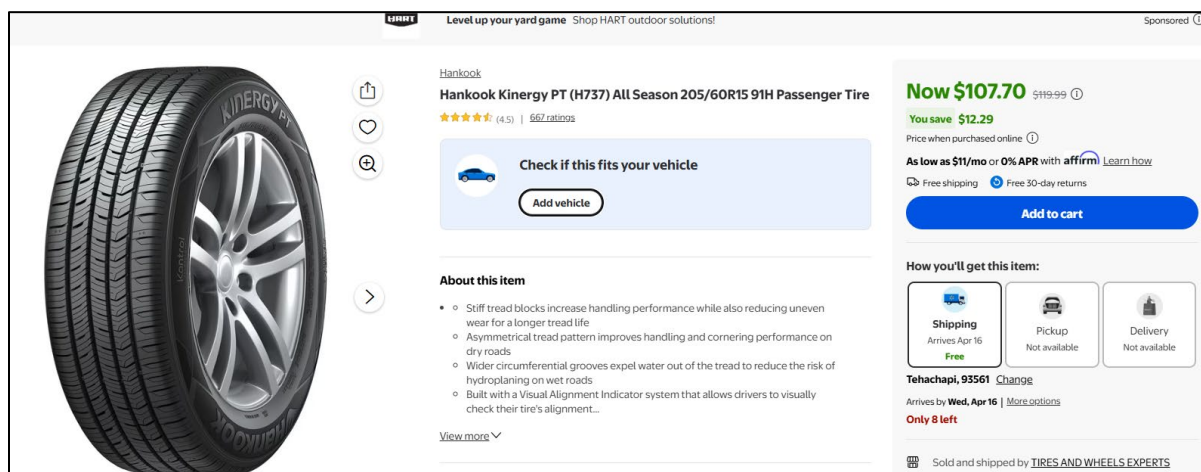 HART
Level up your yard game Shop HART outdoor solutions!
Sponsored
KINERGY PT
Kontrol
HANKOOK
Hankook
Hankook Kinergy PT (H737) All Season 205/60R15 91H Passenger Tire
(4.5) | 667 ratings
Check if this fits your vehicle
Add vehicle
About this item
Stiff tread blocks increase handling performance while also reducing uneven
wear for a longer tread life
Asymmetrical tread pattern improves handling and cornering performance on
dry roads
Wider circumferential grooves expel water out of the tread to reduce the risk of
hydroplaning on wet roads
Built with a Visual Alignment Indicator system that allows drivers to visually
check their tire's alignment...
View more
Now $107.70 $119.99
You save $12.29
Price when purchased online
As low as $11/mo or 0% APR with affirm Learn how
Free shipping Free 30-day returns
Add to cart
How you'll get this item:
Shipping
Arrives Apr 16
Free
Pickup
Not available
Delivery
Not available
Tehachapi, 93561 Change
Arrives by Wed, Apr 16 | More options
Only 8 left
Sold and shipped by TIRES AND WHEELS EXPERTS